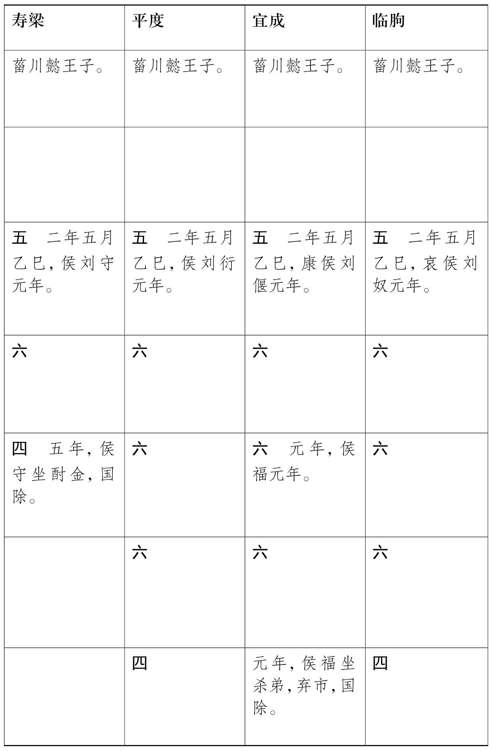 寿梁 平度 宜成 临朐
菑川懿王子。 菑川懿王子。 菑川懿王子。 菑川懿王子。
五 二年五月 五 二年五月 五 二年五月 五 二年五月
乙巳，侯刘守 乙巳，侯刘衍 乙巳，康侯刘 乙巳，哀侯刘
元年。 元年。 偃元年。 奴元年。
六 六 六 六
四 五年，侯 六 六 元年，侯 六
守坐酎金，国 福元年。
除。
六 六 六
四 元年，侯福坐 四
杀弟，弃市，国
除。